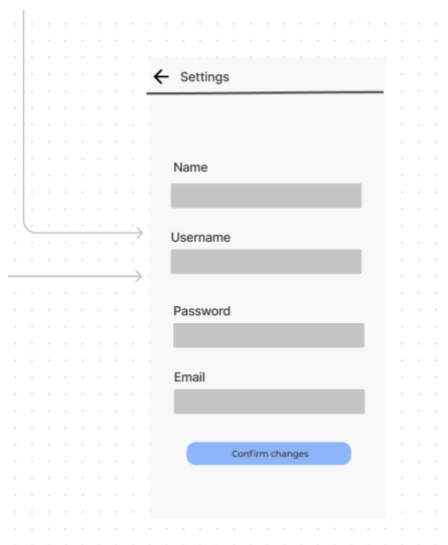 Settings
Name
Username
Password
Email
Confirm changes